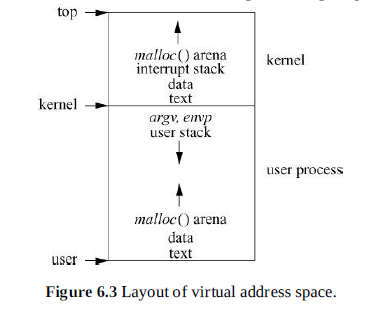 top
malloc() arena
interrupt stack
data
text
kernel
kernel
argv, envp
user stack
user process
malloc() arena
data
text
user
Figure 6.3 Layout of virtual address space.